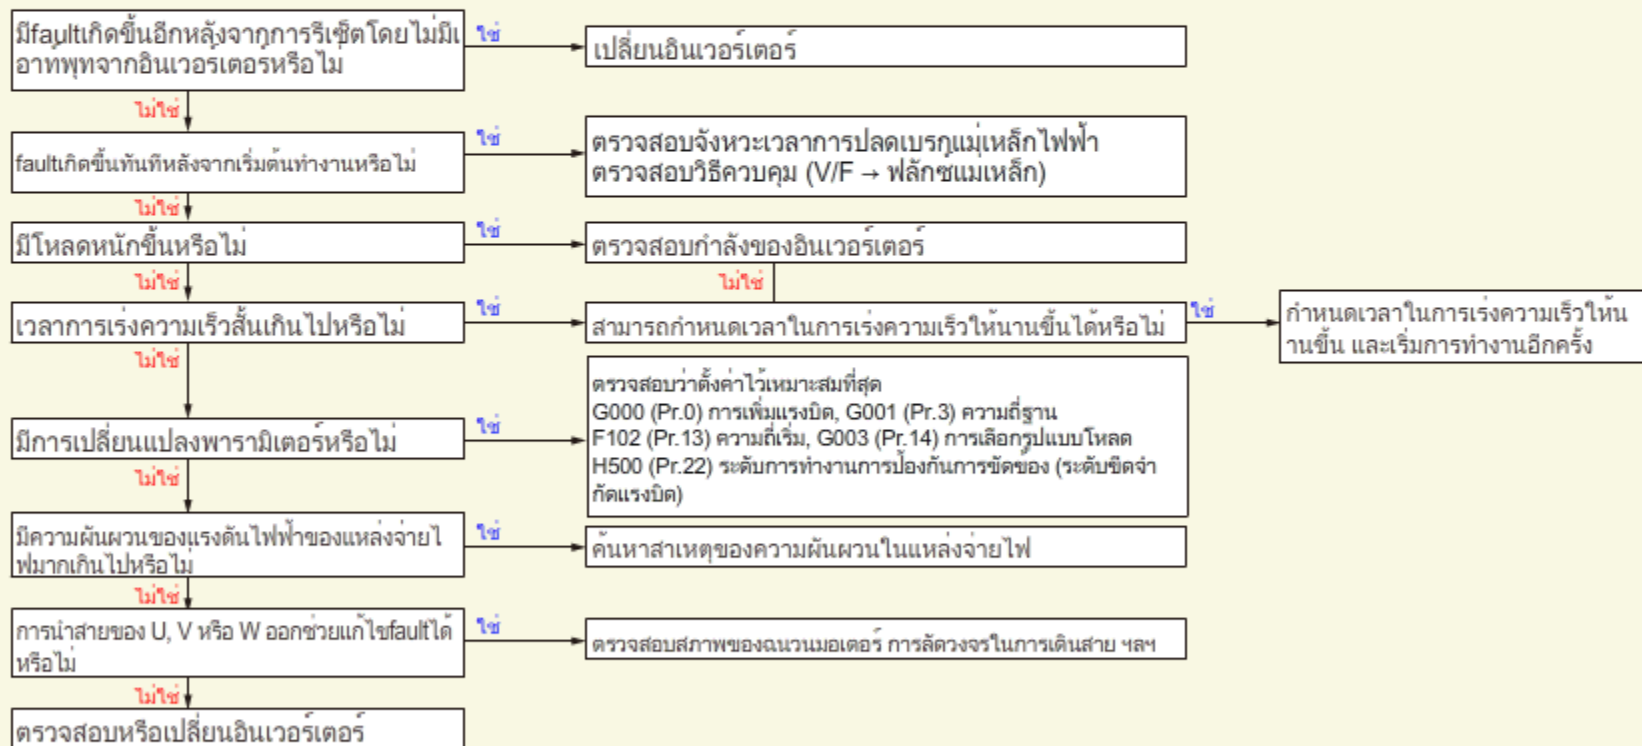 มีfaultเกิดขึ้นอีกหลังจากการรีเซ็ตโดยไม่มีเ
อาท์พุทจากอินเวอร์เตอร์หรือไม่
ใช่
เปลี่ยนอินเวอร์เตอร์
ไม่ใช่
faultเกิดขึ้นทันทีหลังจากเริ่มต้นทำงานหรือไม่
ใช่
ตรวจสอบจังหวะเวลาการปลดเบรกแม่เหล็กไฟฟ้า
ตรวจสอบวิธีควบคุม (V/F → ฟลักซ์แม่เหล็ก)
ไม่ใช่
มีโหลดหนักขึ้นหรือไม่
ใช่
ตรวจสอบกำลังของอินเวอร์เตอร์
ไม่ใช่
ไม่ใช่
เวลาการเร่งความเร็วสั้นเกินไปหรือไม่
ใช่
สามารถกำหนดเวลาในการเร่งความเร็วให้นานขึ้นได้หรือไม่
ใช่
กำหนดเวลาในการเร่งความเร็วให้น
านขึ้น และเริ่มการทำงานอีกครั้ง
ไม่ใช่
มีการเปลี่ยนแปลงพารามิเตอร์หรือไม่
ใช่
ตรวจสอบว่าตั้งค่าไว้เหมาะสมที่สุด
G000 (Pr.0) การเพิ่มแรงบิด, G001 (Pr.3) ความถี่ฐาน
F102 (Pr.13) ความถี่เริ่ม, G003 (Pr.14) การเลือกรูปแบบโหลด
H500 (Pr.22) ระดับการทำงานการป้องกันการขัดข้อง (ระดับขีดจำ
กัดแรงบิด)
ไม่ใช่
มีความผันผวนของแรงดันไฟฟ้าของแหล่งจ่ายไ
ฟมากเกินไปหรือไม่
ใช่
ค้นหาสาเหตุของความผันผวนในแหล่งจ่ายไฟ
ไม่ใช่
การนำสายของ U, V หรือ W ออกช่วยแก้ไขfaultได้
หรือไม่
ใช่
ตรวจสอบสภาพของฉนวนมอเตอร์ การลัดวงจรในการเดินสาย ฯลฯ
ไม่ใช่
ตรวจสอบหรือเปลี่ยนอินเวอร์เตอร์